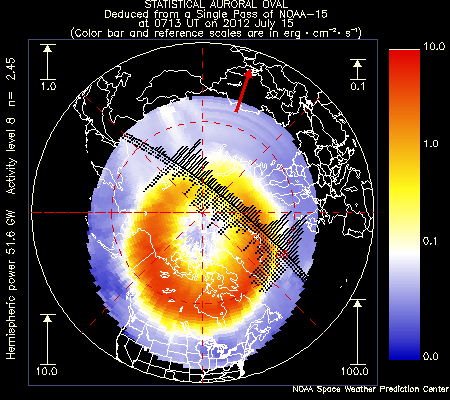 STATISTICAL AURORAL OVAL
Deduced from a Single Pass of NOAA-15
at 0713 UT on 2012 July 15
(Color bar and reference scales are in erg · cm⁻² · s⁻¹)
Hemispheric power 51.6 GW Activity level 8 n= 2.45
1.0
0.1
10.0
100.0
10.0
1.0
0.1
0.0
NOAA Space Weather Prediction Center